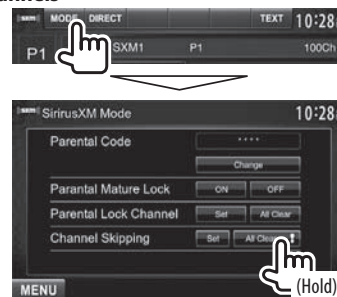 MODE DIRECT TEXT 10:28
P1 SXM1 P1 100Ch
SirirusXM Mode 10:28
Parental Code ••••
Change
Parantal Mature Lock ON OFF
Parental Lock Channel Set All Clear
Channel Skipping Set All Clear
MENU (Hold)